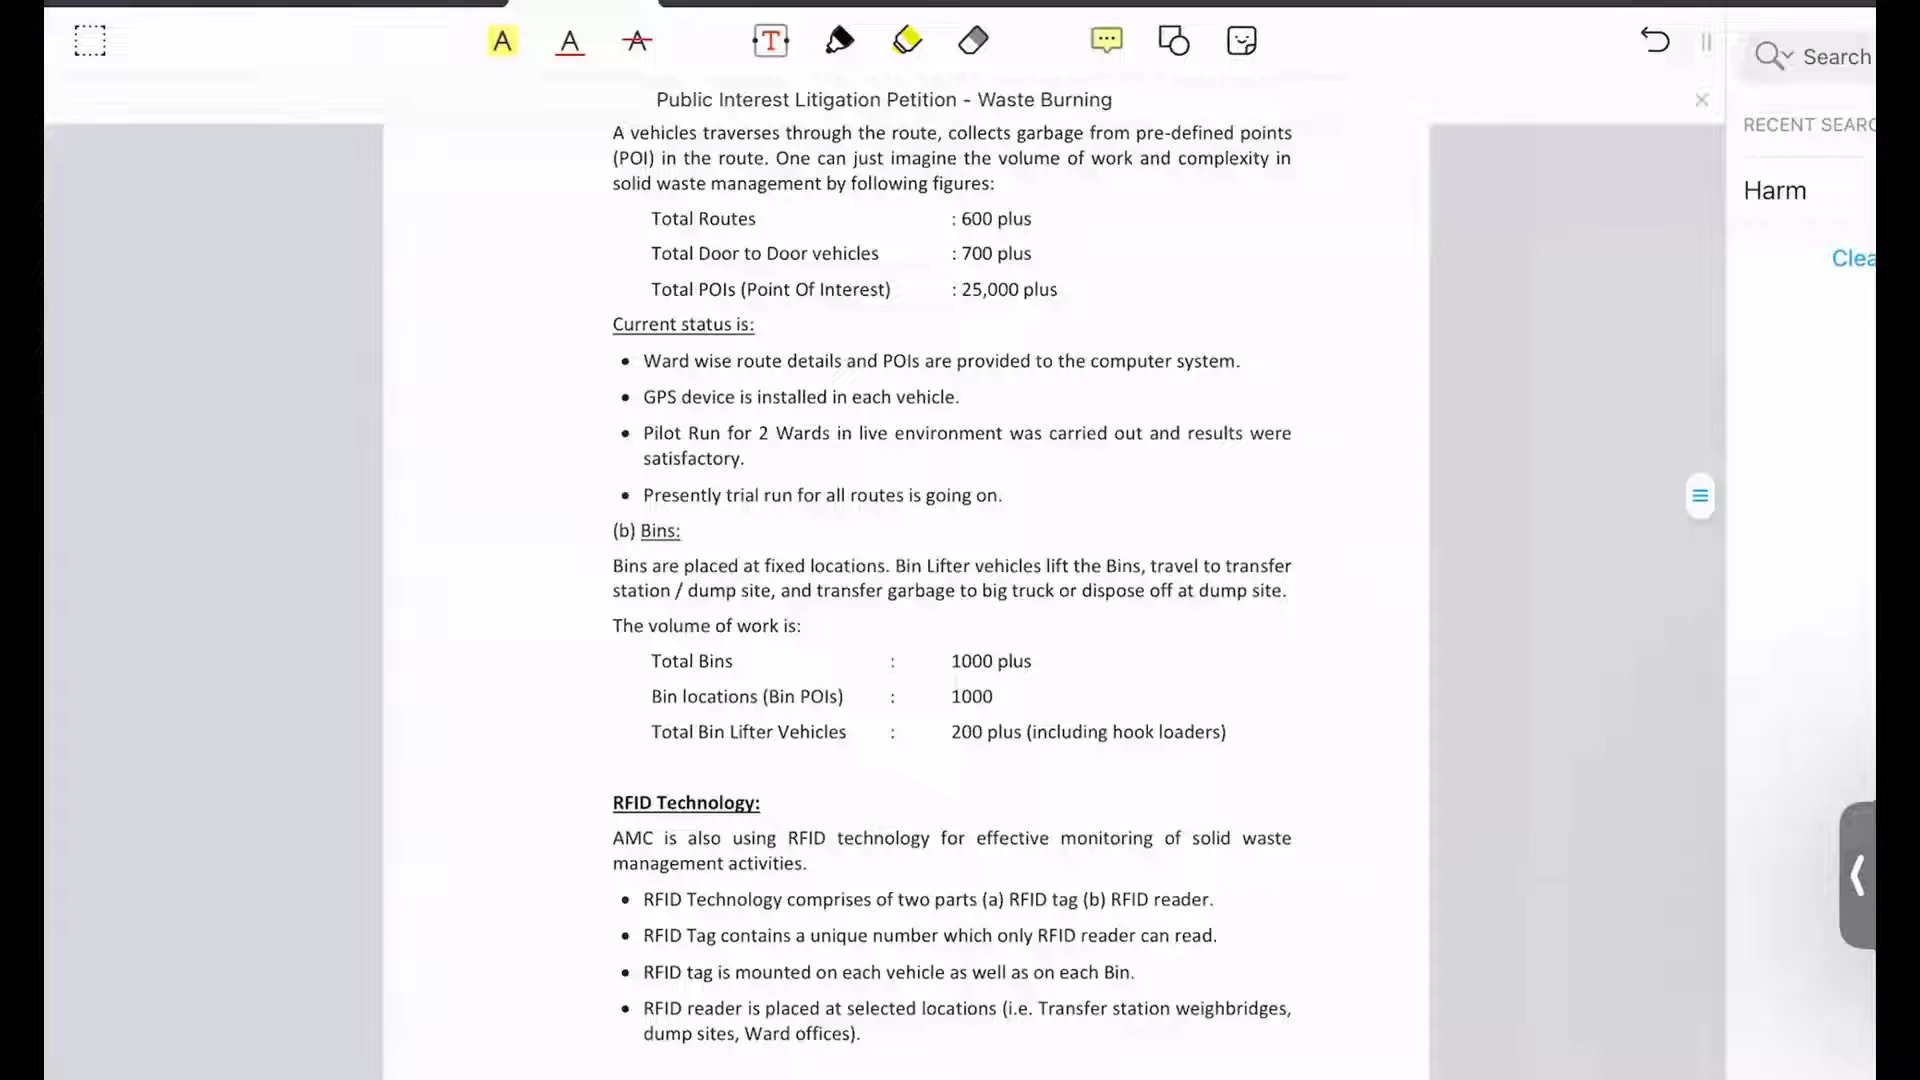 A A A T
Search
Public Interest Litigation Petition - Waste Burning
RECENT SEARC
Harm
Clea
A vehicles traverses through the route, collects garbage from pre-defined points
(POI) in the route. One can just imagine the volume of work and complexity in
solid waste management by following figures:
Total Routes : 600 plus
Total Door to Door vehicles : 700 plus
Total POIs (Point Of Interest) : 25,000 plus
Current status is:
• Ward wise route details and POIs are provided to the computer system.
• GPS device is installed in each vehicle.
• Pilot Run for 2 Wards in live environment was carried out and results were
satisfactory.
• Presently trial run for all routes is going on.
(b) Bins:
Bins are placed at fixed locations. Bin Lifter vehicles lift the Bins, travel to transfer
station / dump site, and transfer garbage to big truck or dispose off at dump site.
The volume of work is:
Total Bins : 1000 plus
Bin locations (Bin POIs) : 1000
Total Bin Lifter Vehicles : 200 plus (including hook loaders)
RFID Technology:
AMC is also using RFID technology for effective monitoring of solid waste
management activities.
• RFID Technology comprises of two parts (a) RFID tag (b) RFID reader.
• RFID Tag contains a unique number which only RFID reader can read.
• RFID tag is mounted on each vehicle as well as on each Bin.
• RFID reader is placed at selected locations (i.e. Transfer station weighbridges,
dump sites, Ward offices).